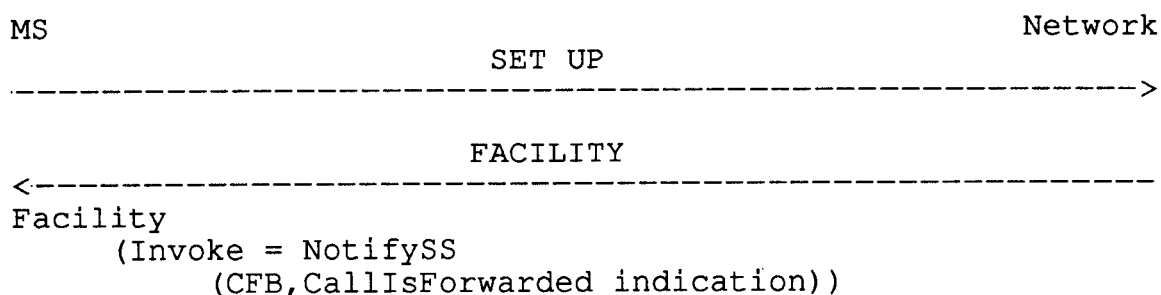 MS Network
SET UP
------------------------------------------------------------->
FACILITY
<-------------------------------------------------------------
Facility
(Invoke = NotifySS
(CFB,CallIsForwarded indication))